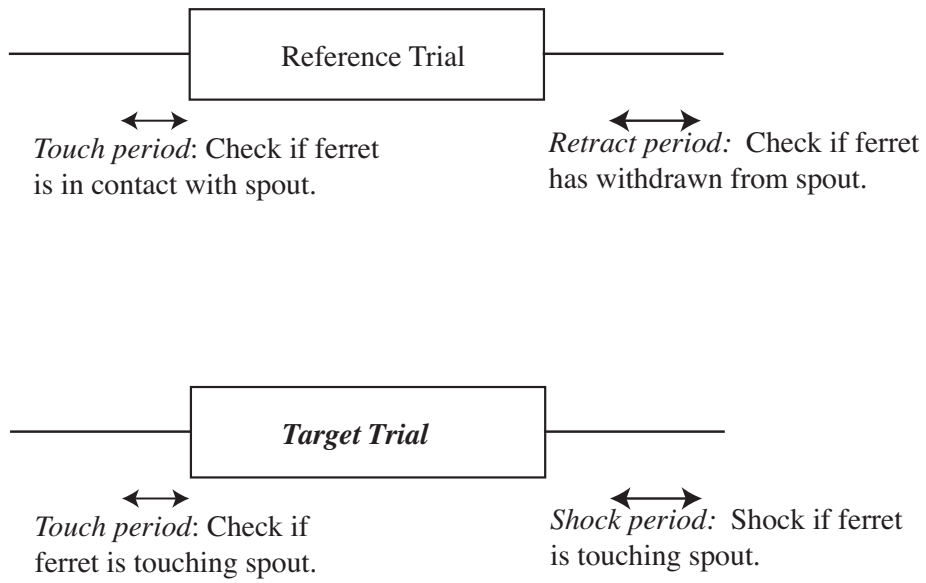 Reference Trial
Touch period: Check if ferret
is in contact with spout.
Retract period: Check if ferret
has withdrawn from spout.
Target Trial
Touch period: Check if
ferret is touching spout.
Shock period: Shock if ferret
is touching spout.